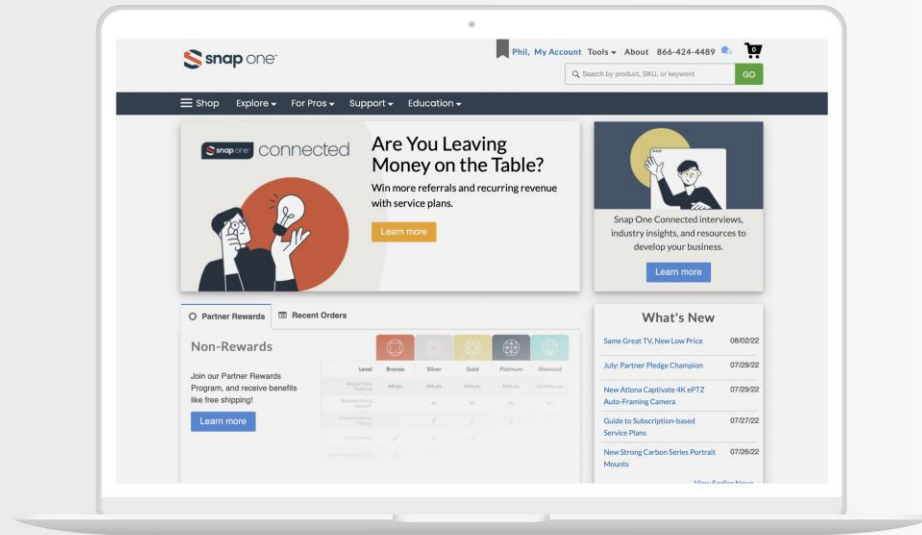 snap one
Phil, My Account Tools About 866-424-4489 0
Search by product, SKU, or keyword GO
Shop Explore For Pros Support Education
snap one connected
Are You Leaving
Money on the Table?
Win more referrals and recurring revenue
with service plans.
Learn more
Snap One Connected interviews,
industry insights, and resources to
develop your business.
Learn more
Partner Rewards Recent Orders
Non-Rewards
Join our Partner Rewards
Program, and receive benefits
like free shipping!
Learn more
Level Bronze Silver Gold Platinum Diamond
What's New
Same Great TV, New Low Price 08/02/22
July: Partner Pledge Champion 07/29/22
New Atlona Captivate 4K ePTZ 07/29/22
Auto-Framing Camera
Guide to Subscription-based 07/27/22
Service Plans
New Strong Carbon Series Portrait 07/26/22
Mounts